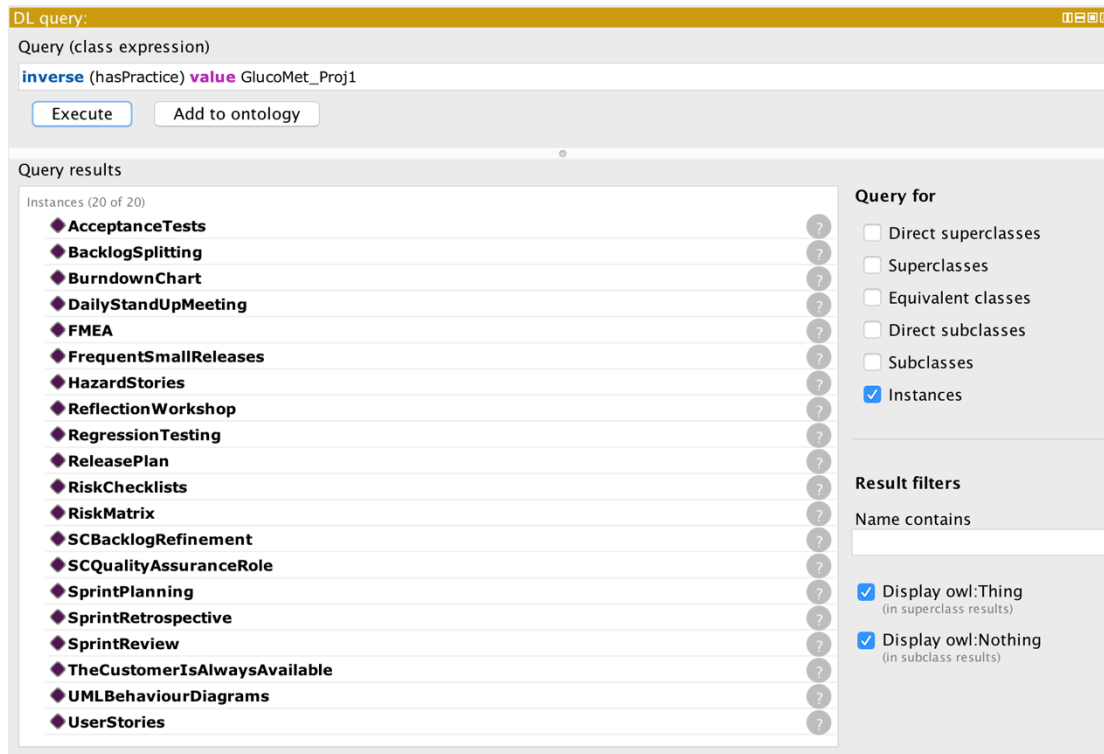 DL query:
Query (class expression)
inverse (hasPractice) value GlucoMet_Proj1
Execute
Add to ontology
Query results
Instances (20 of 20)
AcceptanceTests
BacklogSplitting
BurndownChart
DailyStandUpMeeting
FMEA
FrequentSmallReleases
HazardStories
ReflectionWorkshop
RegressionTesting
ReleasePlan
RiskChecklists
RiskMatrix
SCBacklogRefinement
SCQualityAssuranceRole
SprintPlanning
SprintRetrospective
SprintReview
TheCustomerIsAlwaysAvailable
UMLBehaviourDiagrams
UserStories
Query for
Direct superclasses
Superclasses
Equivalent classes
Direct subclasses
Subclasses
Instances
Result filters
Name contains
Display owl:Thing
(in superclass results)
Display owl:Nothing
(in subclass results)